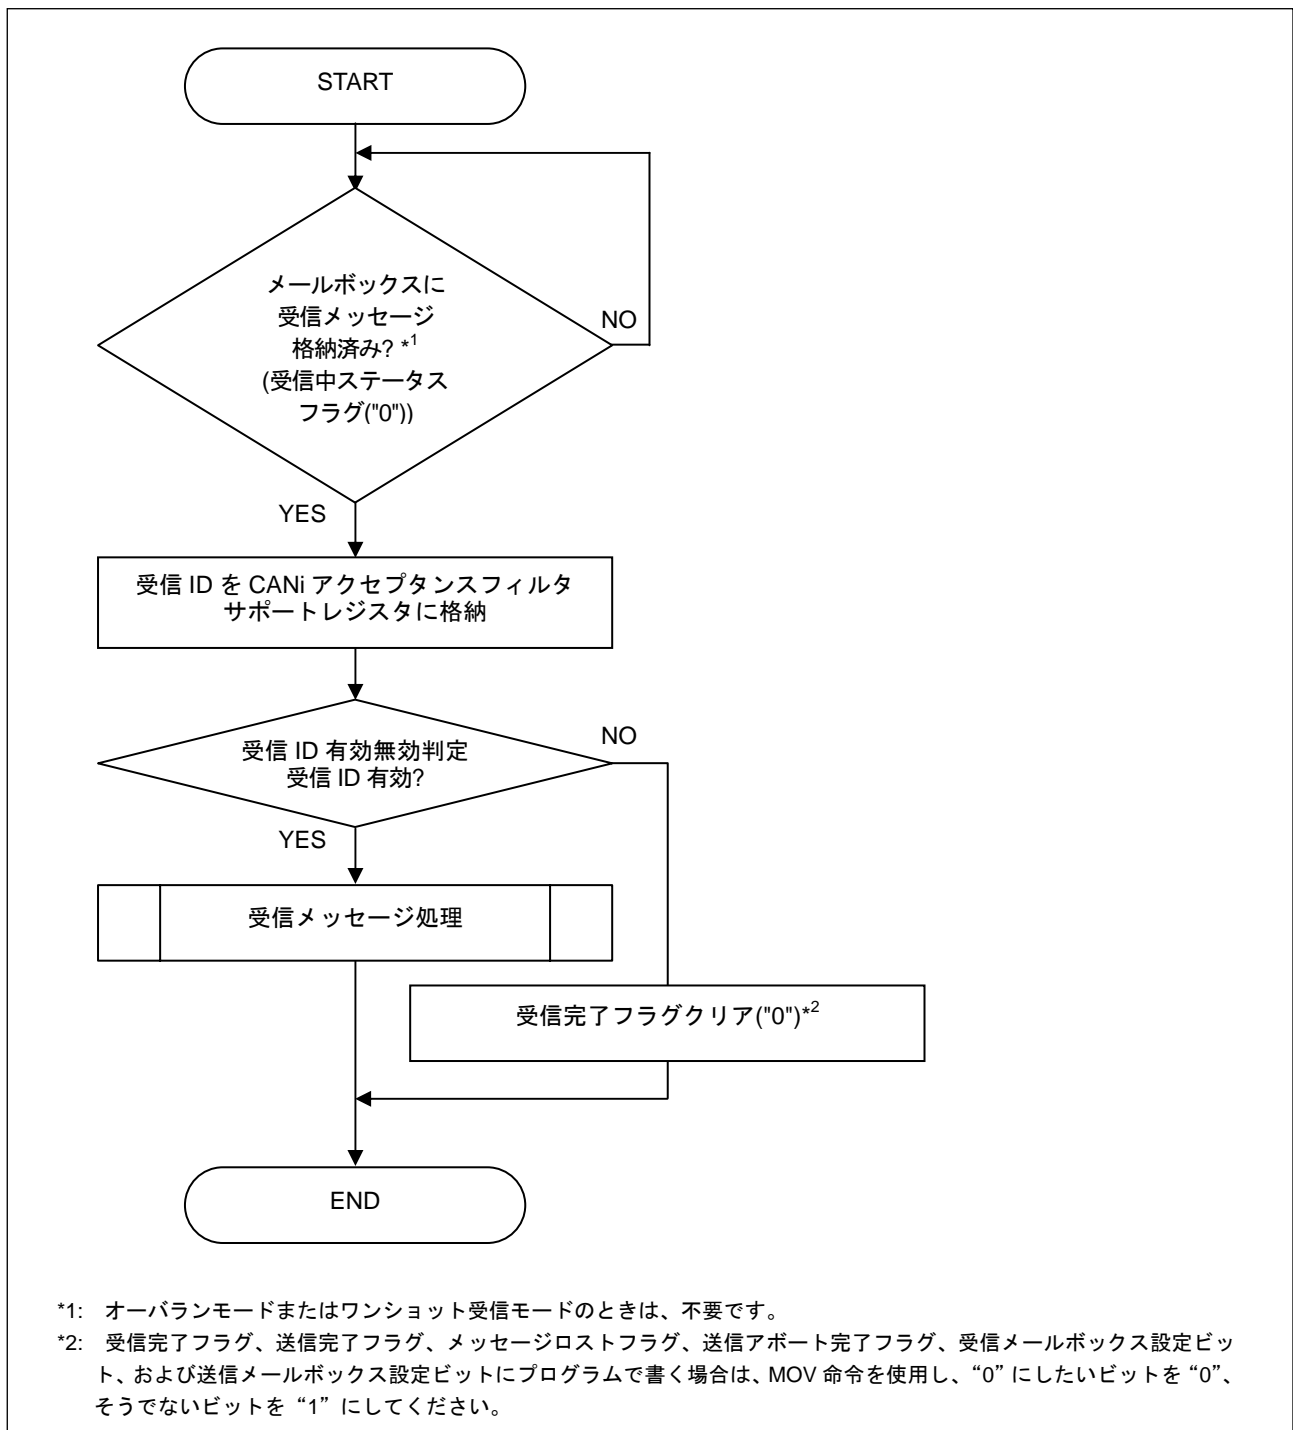 START
メールボックスに
受信メッセージ
格納済み? *1
(受信中ステータス
フラグ("0"))
NO
YES
受信 ID を CANi アクセプタンスフィルタ
サポートレジスタに格納
受信 ID 有効無効判定
受信 ID 有効?
NO
YES
受信メッセージ処理
受信完了フラグクリア("0")*2
END
*1: オーバランモードまたはワンショット受信モードのときは、不要です。
*2: 受信完了フラグ、送信完了フラグ、メッセージロストフラグ、送信アボート完了フラグ、受信メールボックス設定ビッ
ト、および送信メールボックス設定ビットにプログラムで書く場合は、MOV 命令を使用し、“0” にしたいビットを “0”、
そうでないビットを “1” にしてください。